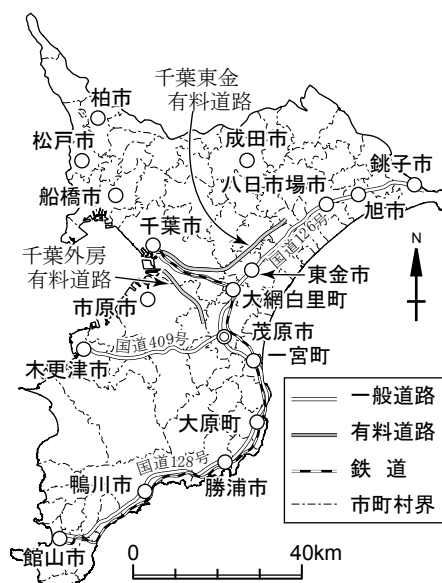 柏市
千葉東金
有料道路
松戸市
成田市
銚子市
八日市場市
船橋市
旭市
千葉市
国道126号
千葉外房
有料道路
N
東金市
市原市
大網白里町
茂原市
国道409号
一宮町
木更津市
一般道路
有料道路
大原町
鉄道
国道128号
鴨川市
勝浦市
市町村界
館山市
0
40km